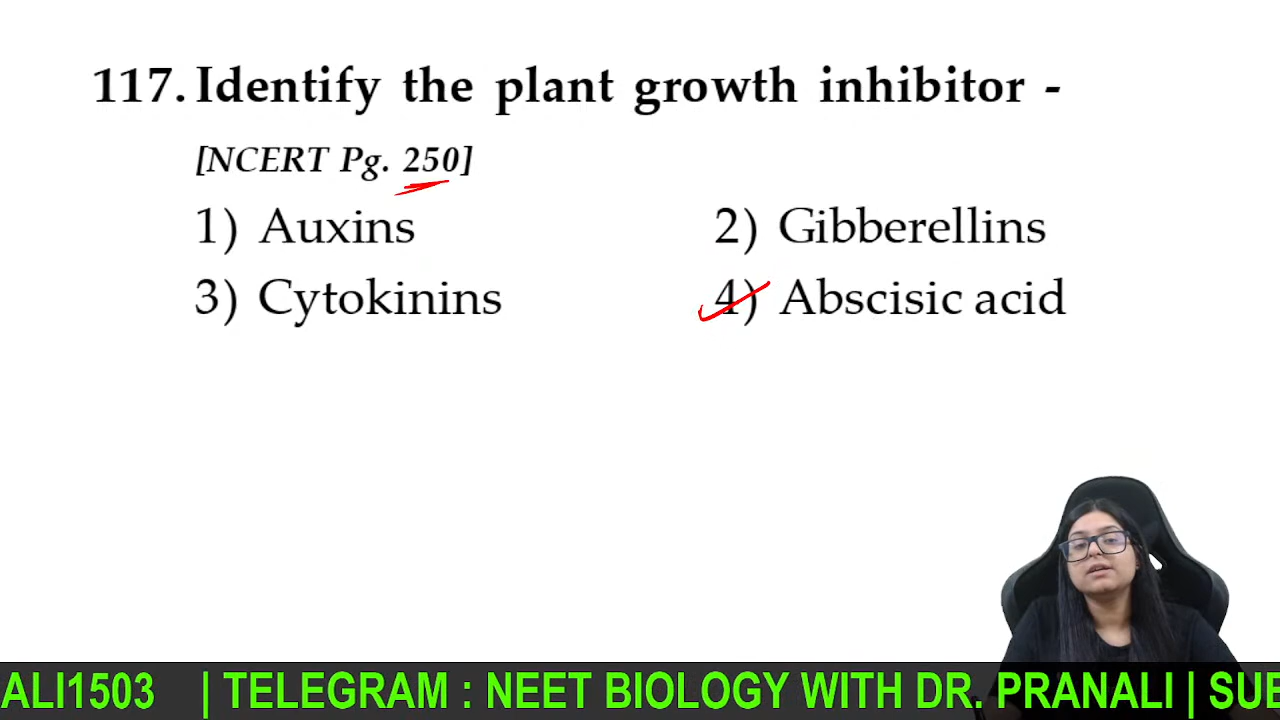 117. Identify the plant growth inhibitor -
[NCERT Pg. 250]
1) Auxins 2) Gibberellins
3) Cytokinins 4) Abscisic acid
ALI1503 | TELEGRAM : NEET BIOLOGY WITH DR. PRANALI | SUB